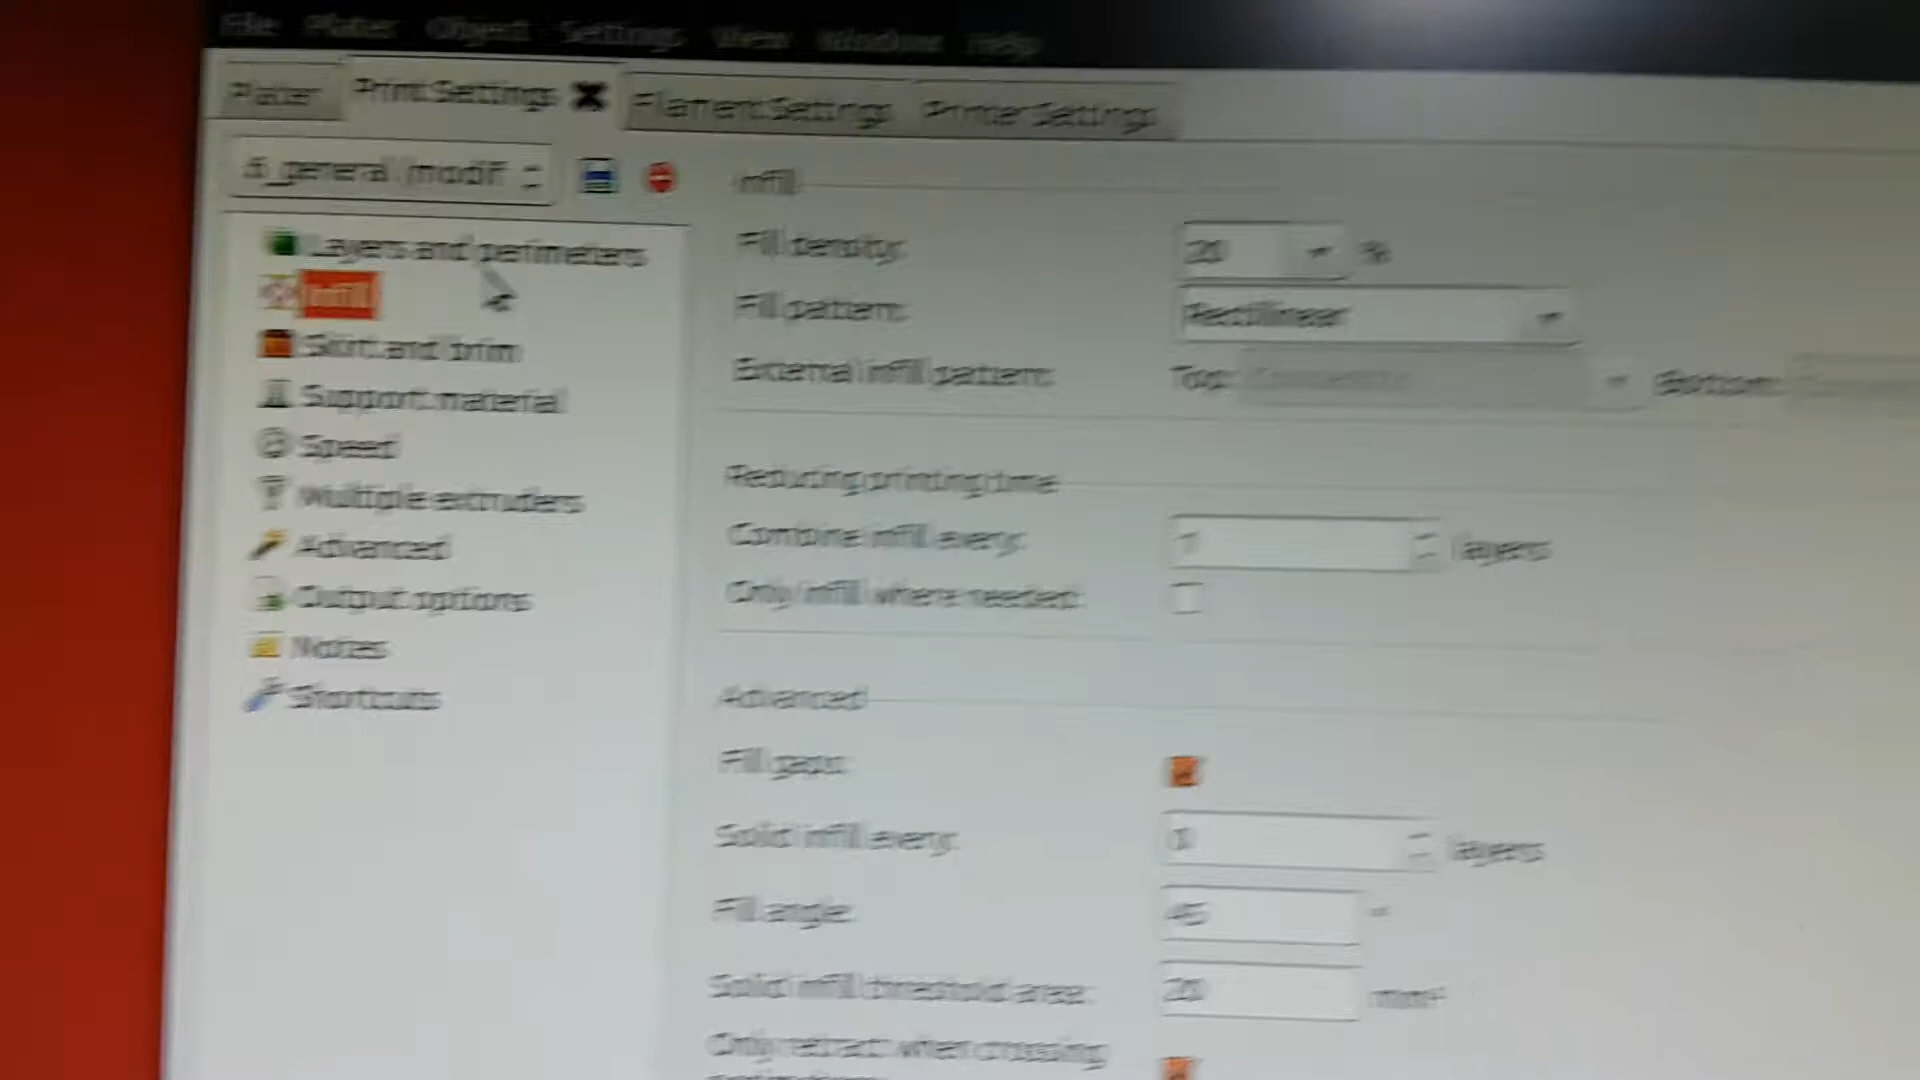 File Plater Object Settings View Window Help
Plater Print Settings Filament Settings Printer Settings
general (modif
Infill
Layers and perimeters
Fill density: 20 %
Infill
Fill pattern: Rectilinear
Skirt and brim
External infill pattern: Top: Bottom:
Support material
Speed
Reducing printing time
Multiple extruders
Combine infill every: 1 layers
Advanced
Only infill where needed:
Output options
Notes
Advanced
Shortcuts
Fill gaps:
Solid infill every: 0 layers
Fill angle: 45 °
Solid infill threshold area: 20 mm²
Only retract when crossing